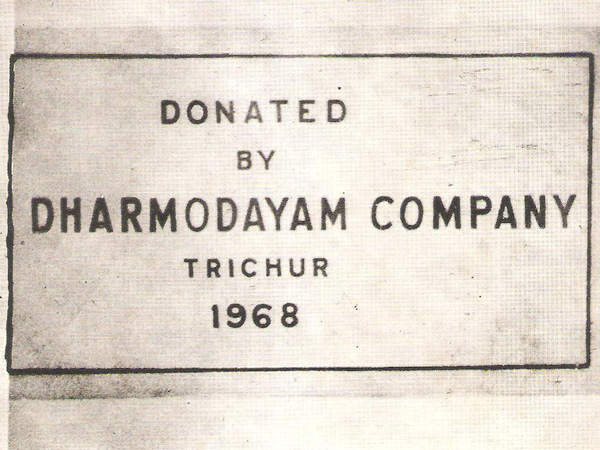 DONATED
BY
DHARMODAYAM COMPANY
TRICHUR
1968